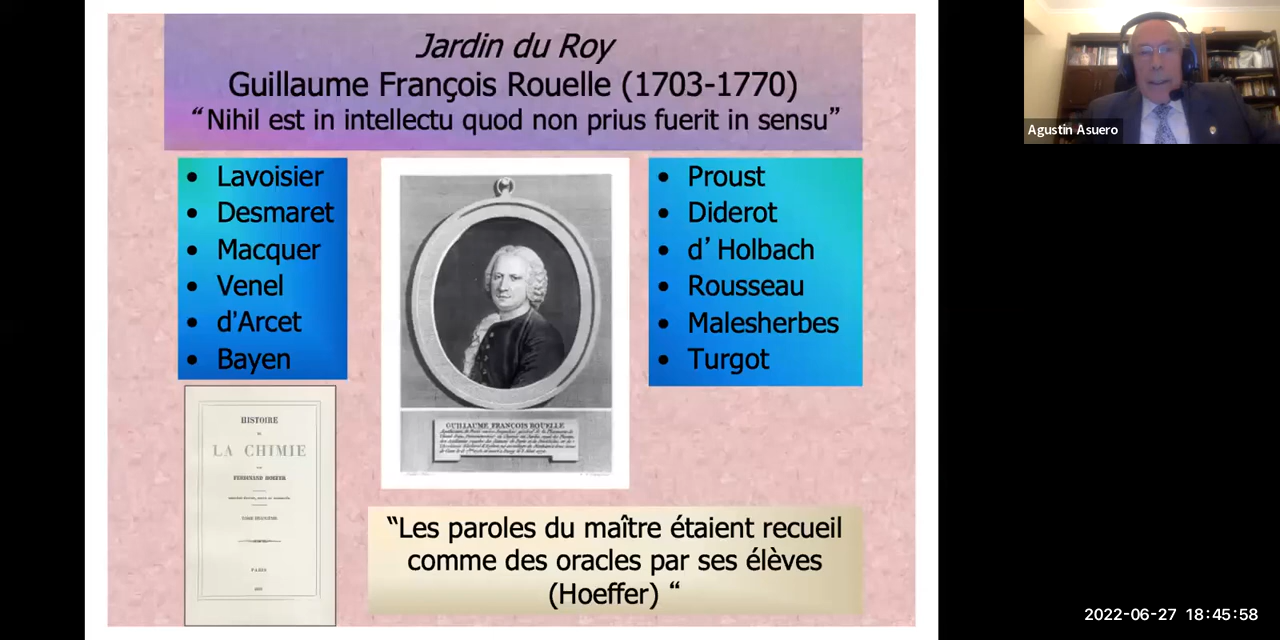 Jardin du Roy
Guillaume François Rouelle (1703-1770)
“Nihil est in intellectu quod non prius fuerit in sensu”
• Lavoisier
• Desmaret
• Macquer
• Venel
• d'Arcet
• Bayen
• Proust
• Diderot
• d’Holbach
• Rousseau
• Malesherbes
• Turgot
GUILLAUME FRANÇOIS ROUELLE
HISTOIRE
DE
LA CHIMIE
PAR
FERDINAND HOEFER
PARIS
“Les paroles du maître étaient recueil
comme des oracles par ses élèves
(Hoeffer) “
Agustín Asuero
2022-06-27 18:45:58